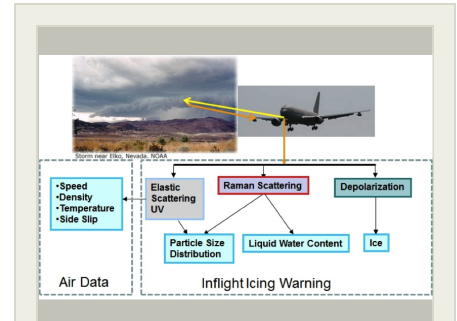 Storm near Elko, Nevada. NOAA
•Speed
•Density
•Temperature
•Side Slip
Elastic
Scattering
UV
Raman Scattering
Depolarization
Particle Size
Distribution
Liquid Water Content
Ice
Air Data
Inflight Icing Warning